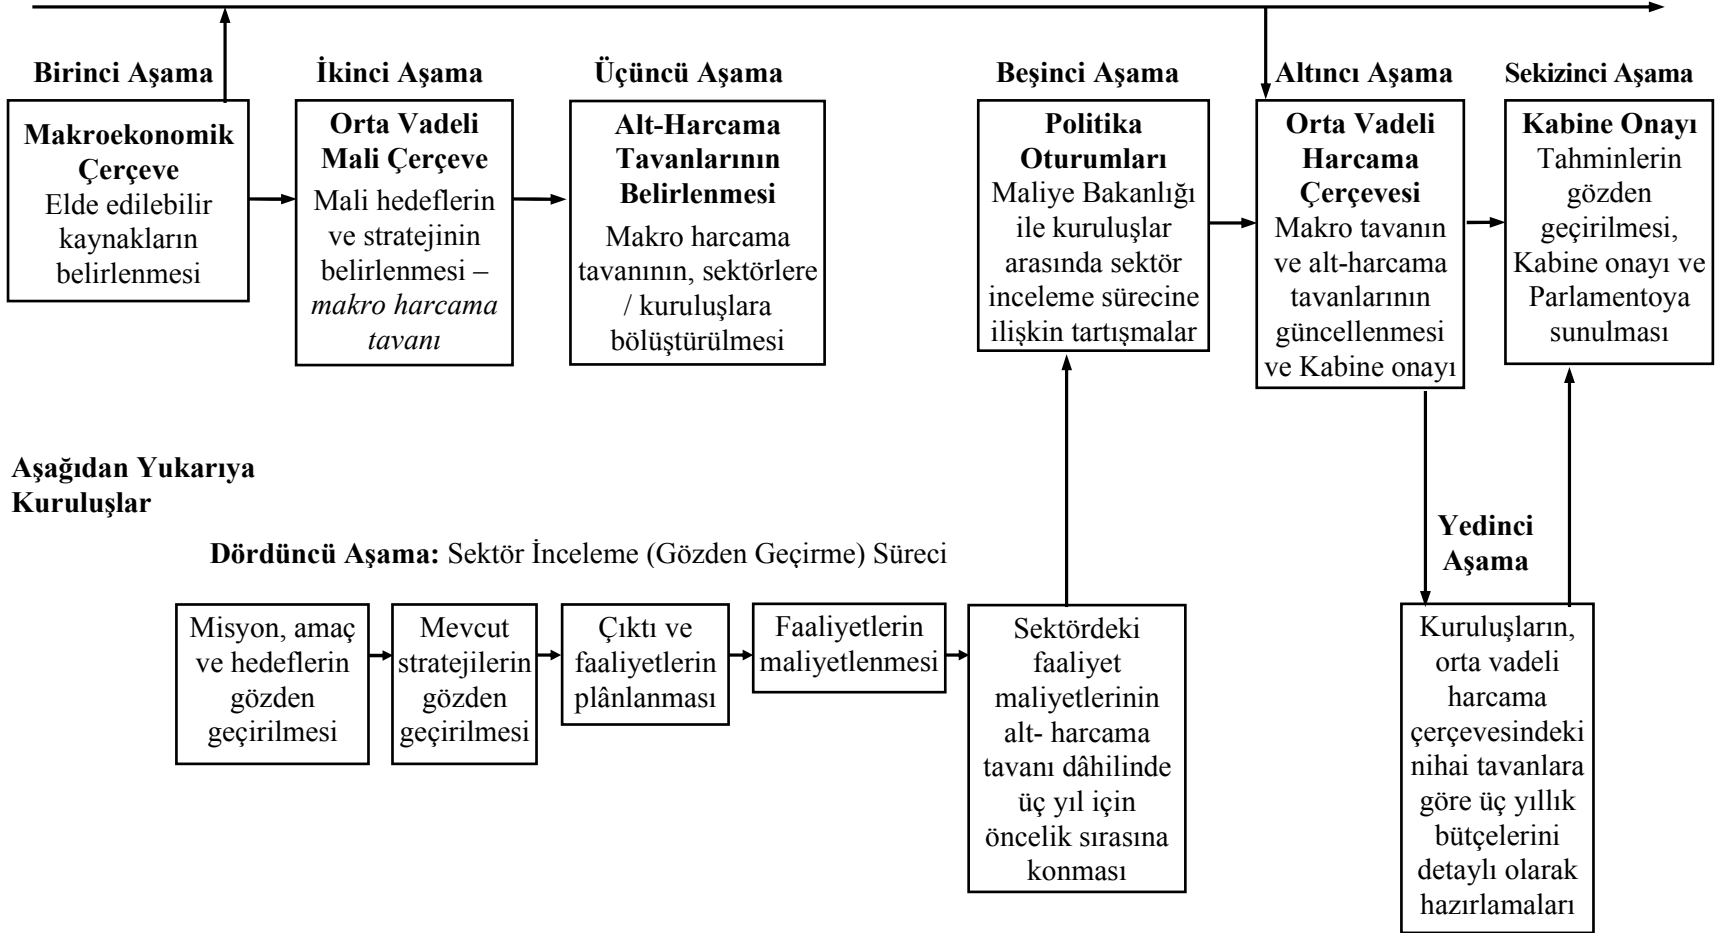 Birinci Aşama
Makroekonomik
Çerçeve
Elde edilebilir
kaynakların
belirlenmesi
İkinci Aşama
Orta Vadeli
Mali Çerçeve
Mali hedeflerin
ve stratejinin
belirlenmesi –
makro harcama
tavanı
Üçüncü Aşama
Alt-Harcama
Tavanlarının
Belirlenmesi
Makro harcama
tavanının, sektörlere
/ kuruluşlara
bölüştürülmesi
Beşinci Aşama
Politika
Oturumları
Maliye Bakanlığı
ile kuruluşlar
arasında sektör
inceleme sürecine
ilişkin tartışmalar
Altıncı Aşama
Orta Vadeli
Harcama
Çerçevesi
Makro tavanın
ve alt-harcama
tavanlarının
güncellenmesi
ve Kabine onayı
Sekizinci Aşama
Kabine Onayı
Tahminlerin
gözden
geçirilmesi,
Kabine onayı ve
Parlamentoya
sunulması
Aşağıdan Yukarıya
Kuruluşlar
Dördüncü Aşama: Sektör İnceleme (Gözden Geçirme) Süreci
Misyon, amaç
ve hedeflerin
gözden
geçirilmesi
Mevcut
stratejilerin
gözden
geçirilmesi
Çıktı ve
faaliyetlerin
plânlanması
Faaliyetlerin
maliyetlenmesi
Sektördeki
faaliyet
maliyetlerinin
alt- harcama
tavanı dâhilinde
üç yıl için
öncelik sırasına
konması
Yedinci
Aşama
Kuruluşların,
orta vadeli
harcama
çerçevesindeki
nihai tavanlara
göre üç yıllık
bütçelerini
detaylı olarak
hazırlamaları